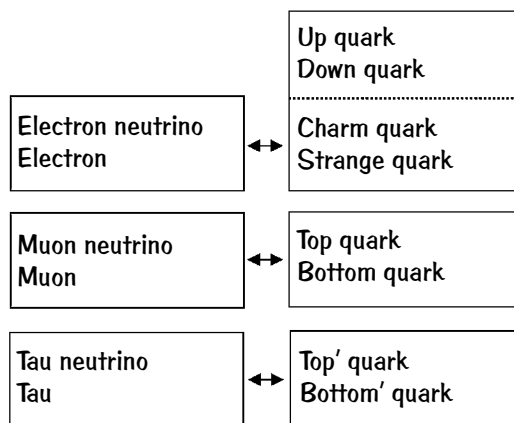 Up quark
Down quark
Electron neutrino
Electron
Charm quark
Strange quark
Muon neutrino
Muon
Top quark
Bottom quark
Tau neutrino
Tau
Top' quark
Bottom' quark